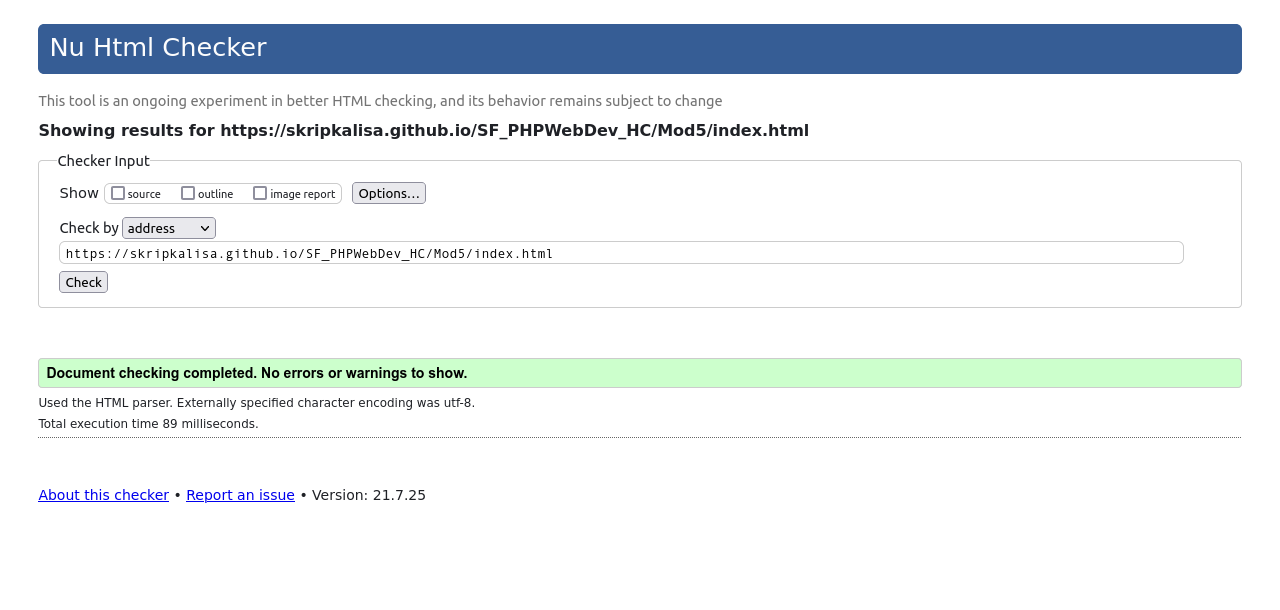 Nu Html Checker
This tool is an ongoing experiment in better HTML checking, and its behavior remains subject to change
Showing results for https://skripkalisa.github.io/SF_PHPWebDev_HC/Mod5/index.html
Checker Input
Show source outline image report Options...
Check by address
https://skripkalisa.github.io/SF_PHPWebDev_HC/Mod5/index.html
Check
Document checking completed. No errors or warnings to show.
Used the HTML parser. Externally specified character encoding was utf-8.
Total execution time 89 milliseconds.
About this checker • Report an issue • Version: 21.7.25